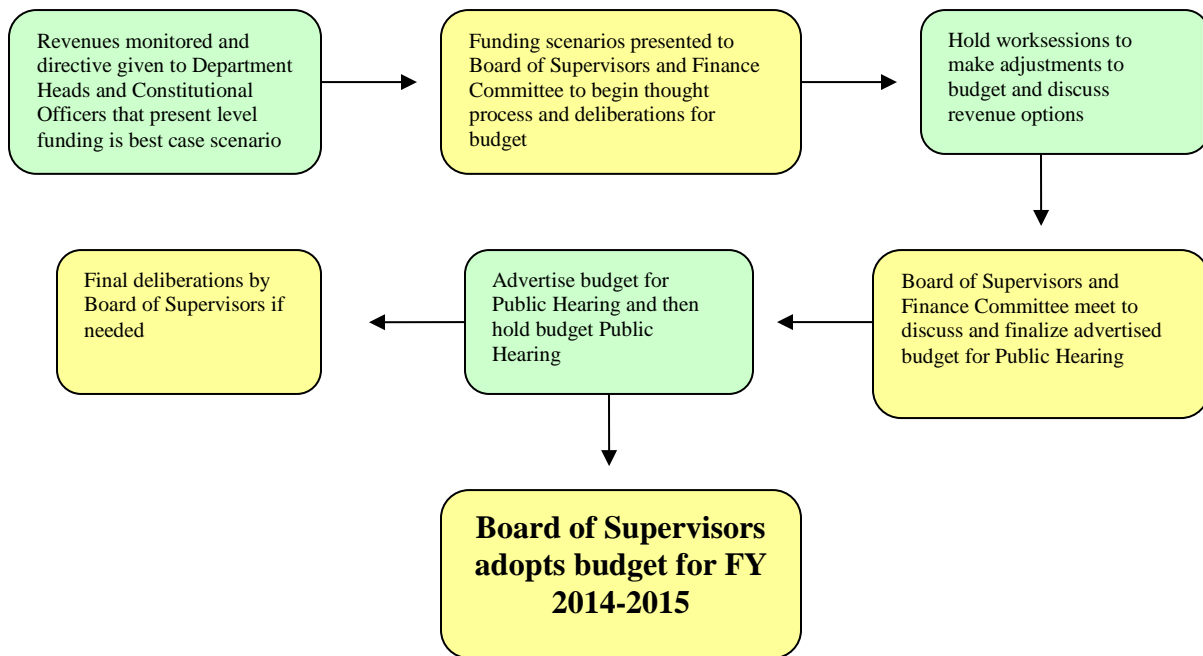 Revenues monitored and
directive given to Department
Heads and Constitutional
Officers that present level
funding is best case scenario
Funding scenarios presented to
Board of Supervisors and Finance
Committee to begin thought
process and deliberations for
budget
Hold worksessions to
make adjustments to
budget and discuss
revenue options
Board of Supervisors and
Finance Committee meet to
discuss and finalize advertised
budget for Public Hearing
Advertise budget for
Public Hearing and then
hold budget Public
Hearing
Final deliberations by
Board of Supervisors if
needed
Board of Supervisors
adopts budget for FY
2014-2015